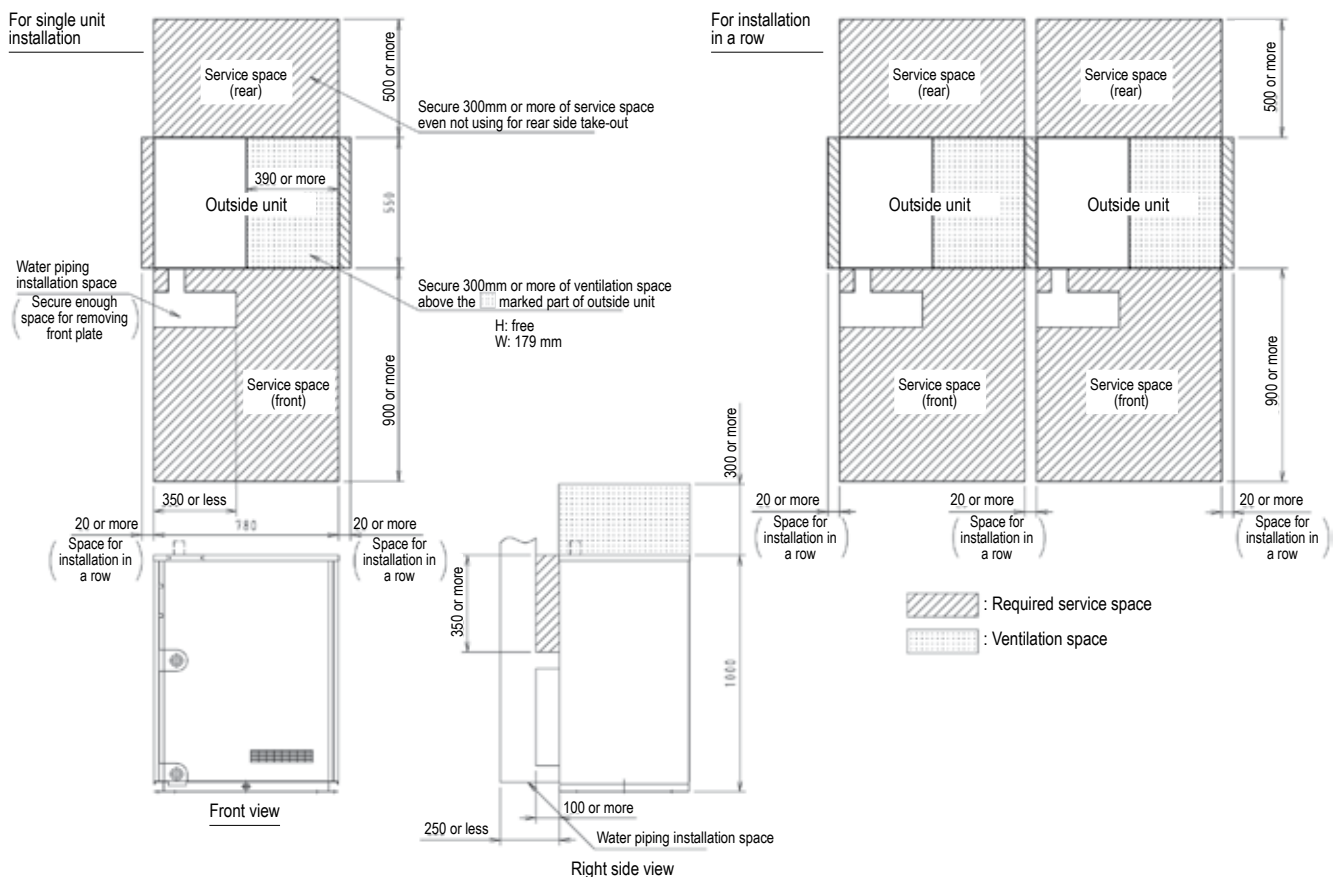 For single unit
installation
Service space
(rear)
500 or more
Secure 300mm or more of service space
even not using for rear side take-out
390 or more
Outside unit
550
Water piping
installation space
(Secure enough
space for removing
front plate)
Secure 300mm or more of ventilation space
above the marked part of outside unit
H: free
W: 179 mm
Service space
(front)
900 or more
350 or less
780
20 or more
(Space for
installation in
a row)
20 or more
(Space for
installation in
a row)
Front view
300 or more
350 or more
1000
100 or more
250 or less
Water piping installation space
Right side view
For installation
in a row
Service space
(rear)
Service space
(rear)
500 or more
Outside unit
Outside unit
Service space
(front)
Service space
(front)
900 or more
20 or more
(Space for
installation in
a row)
20 or more
(Space for
installation in
a row)
20 or more
(Space for
installation in
a row)
: Required service space
: Ventilation space